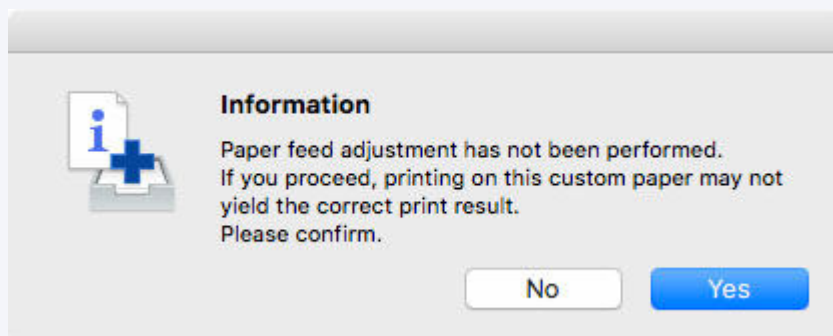 Information
Paper feed adjustment has not been performed.
If you proceed, printing on this custom paper may not
yield the correct print result.
Please confirm.
No
Yes